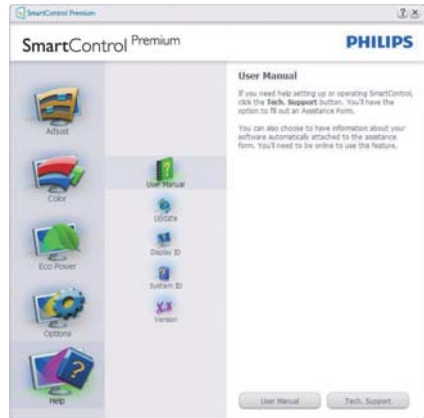 SmartControl Premium
? X
SmartControl Premium
PHILIPS
Adjust
Color
Eco Power
Options
Help
User Manual
Update
Display ID
System ID
Version
User Manual
If you need help setting up or operating SmartControl,
click the Tech. Support button. You'll have the
option to fill out an Assistance Form.
You can also choose to have information about your
software automatically attached to the assistance
form. You'll need to be online to use this feature.
User Manual
Tech. Support